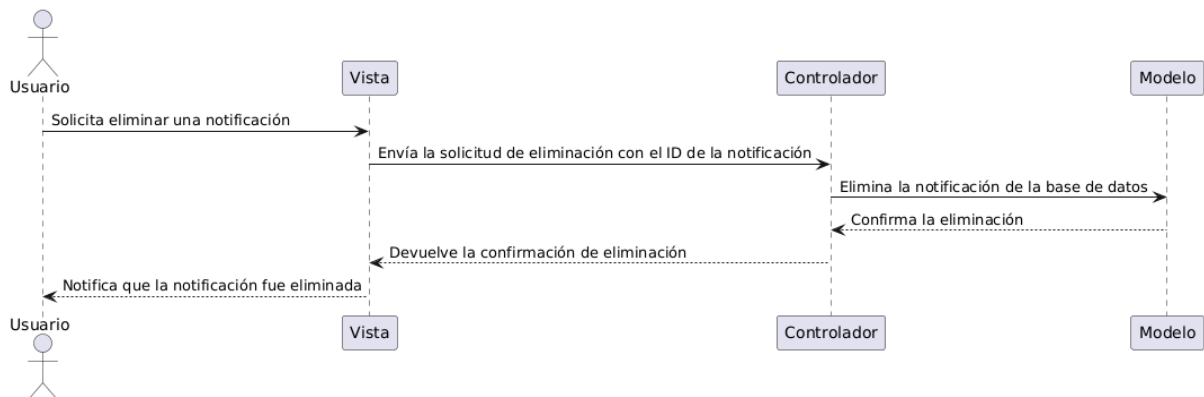 Usuario
Vista
Controlador
Modelo
Solicita eliminar una notificación
Envía la solicitud de eliminación con el ID de la notificación
Elimina la notificación de la base de datos
Confirma la eliminación
Devuelve la confirmación de eliminación
Notifica que la notificación fue eliminada
Usuario
Vista
Controlador
Modelo